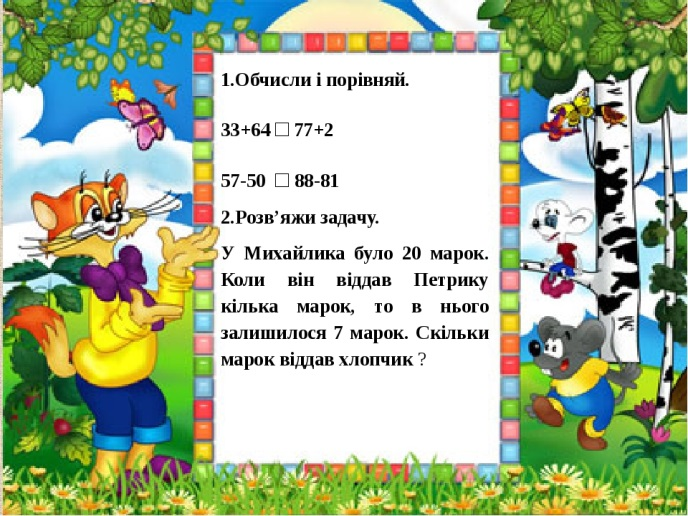 1.Обчисли і порівняй.
33+64 □ 77+2
57-50 □ 88-81
2.Розв’яжи задачу.
У Михайлика було 20 марок.
Коли він віддав Петрику
кілька марок, то в нього
залишилося 7 марок. Скільки
марок віддав хлопчик ?